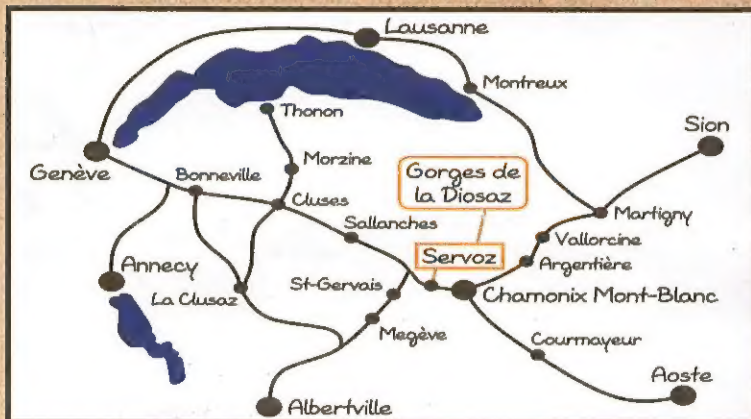 Lausanne
Montreux
Thonon
Sion
Genève
Bonneville
Morzine
Gorges de
la Diosaz
Cluses
Sallanches
Martigny
Vallorcine
Servoz
Argentière
Annecy
La Clusaz
St-Gervais
Chamonix Mont-Blanc
Megève
Courmayeur
Aoste
Albertville